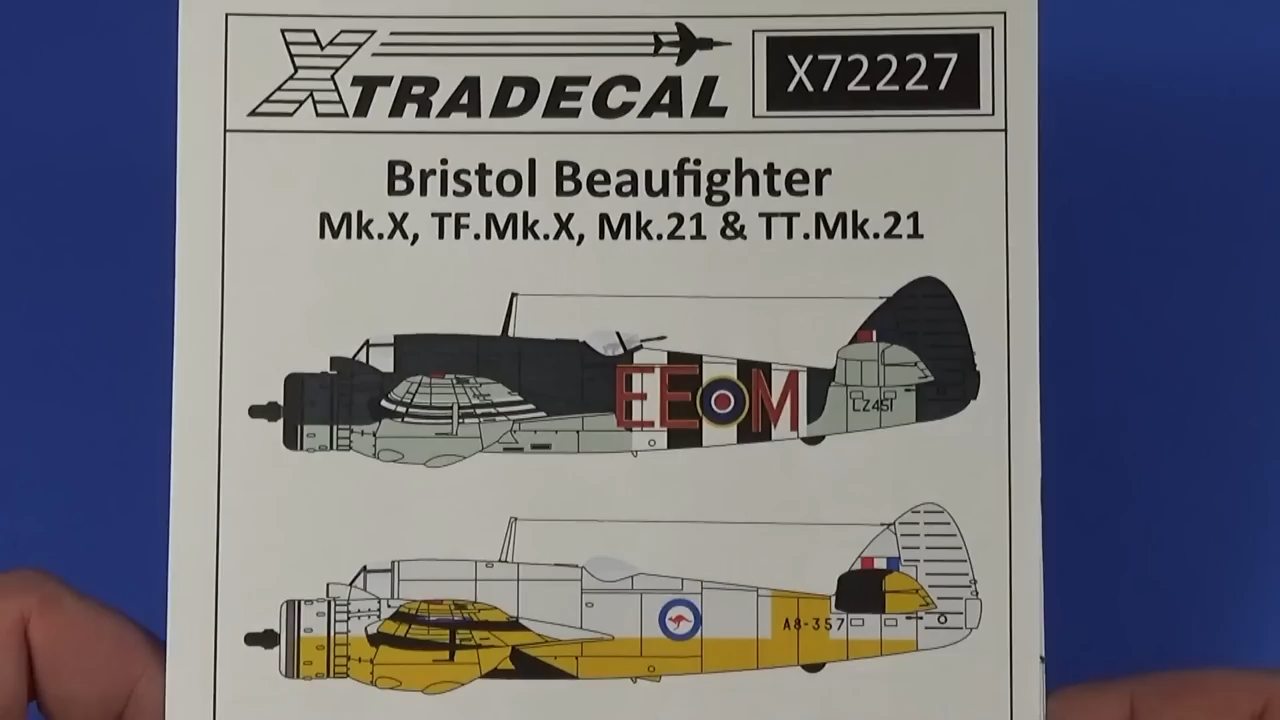 XTRADECAL
X72227
Bristol Beaufighter
Mk.X, TF.Mk.X, Mk.21 & TT.Mk.21
EE M
LZ451
A8-357